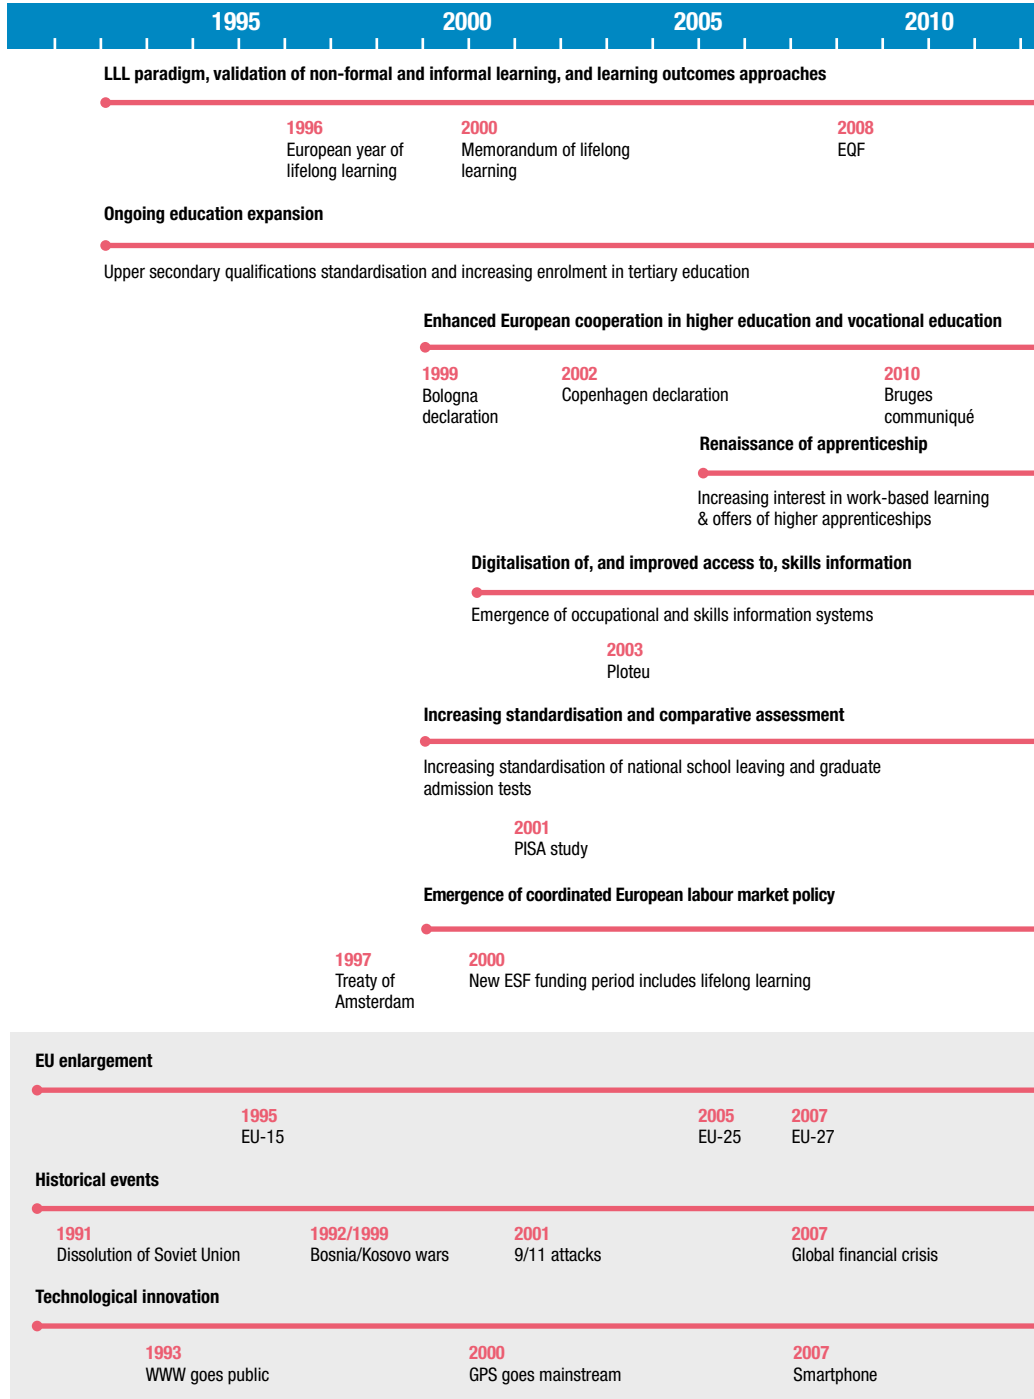 1995 2000 2005 2010
LLL paradigm, validation of non-formal and informal learning, and learning outcomes approaches
1996
European year of
lifelong learning
2000
Memorandum of lifelong
learning
2008
EQF
Ongoing education expansion
Upper secondary qualifications standardisation and increasing enrolment in tertiary education
Enhanced European cooperation in higher education and vocational education
1999
Bologna
declaration
2002
Copenhagen declaration
2010
Bruges
communiqué
Renaissance of apprenticeship
Increasing interest in work-based learning
& offers of higher apprenticeships
Digitalisation of, and improved access to, skills information
Emergence of occupational and skills information systems
2003
Ploteu
Increasing standardisation and comparative assessment
Increasing standardisation of national school leaving and graduate
admission tests
2001
PISA study
Emergence of coordinated European labour market policy
1997
Treaty of
Amsterdam
2000
New ESF funding period includes lifelong learning
EU enlargement
1995
EU-15
2005
EU-25
2007
EU-27
Historical events
1991
Dissolution of Soviet Union
1992/1999
Bosnia/Kosovo wars
2001
9/11 attacks
2007
Global financial crisis
Technological innovation
1993
WWW goes public
2000
GPS goes mainstream
2007
Smartphone